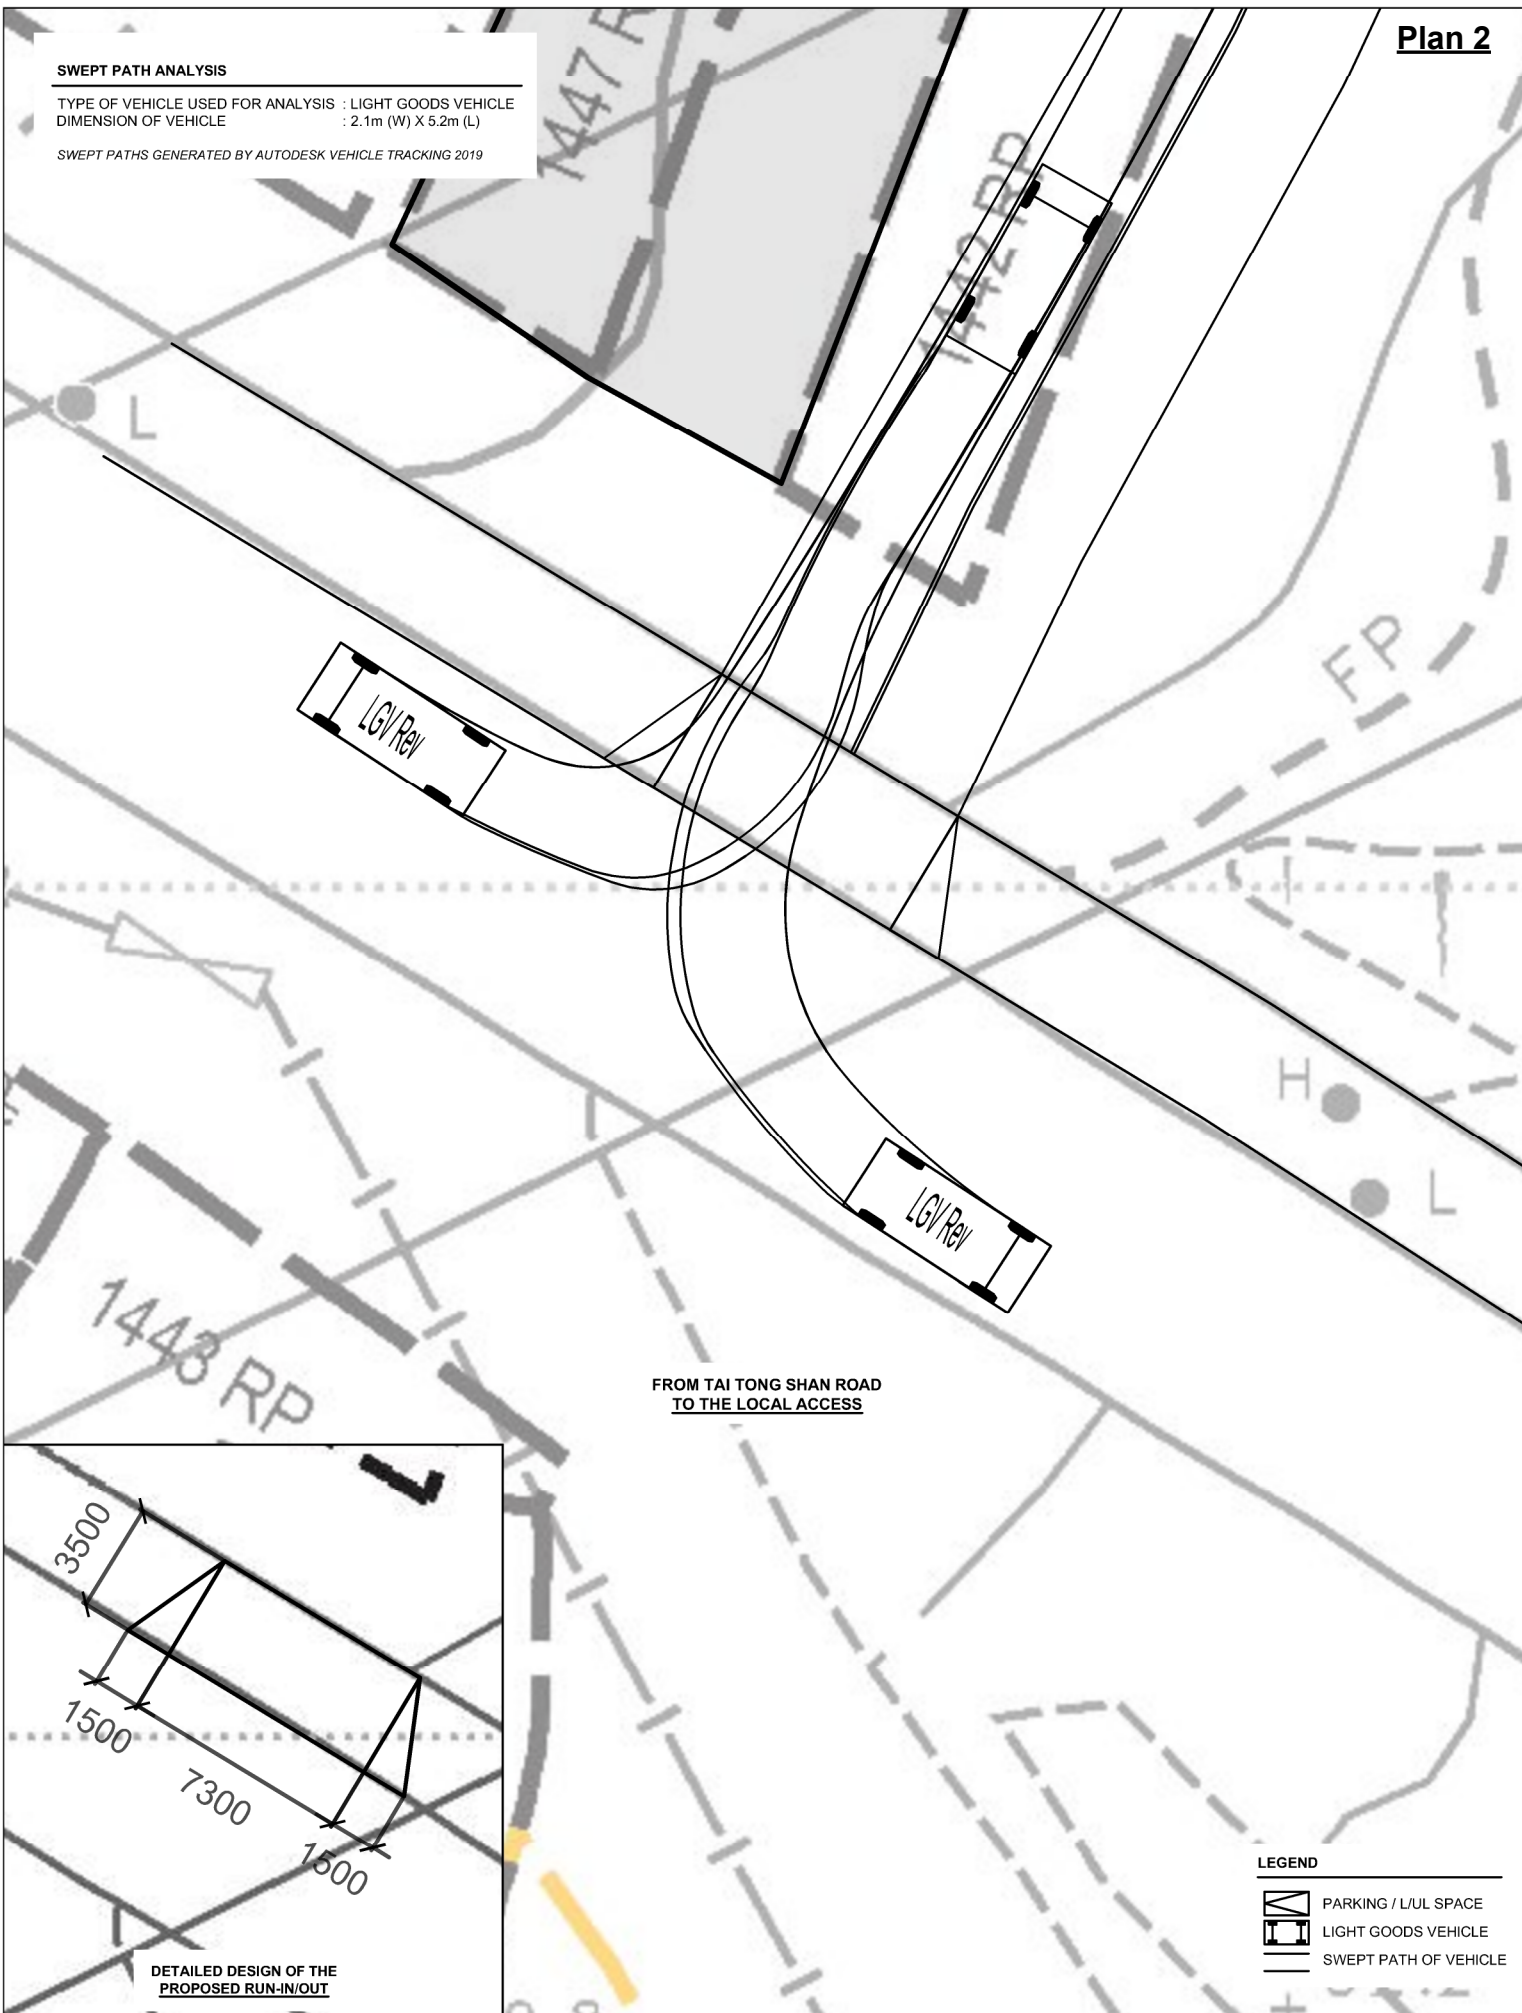 Plan 2
SWEPT PATH ANALYSIS
TYPE OF VEHICLE USED FOR ANALYSIS : LIGHT GOODS VEHICLE
DIMENSION OF VEHICLE : 2.1m (W) X 5.2m (L)
SWEPT PATHS GENERATED BY AUTODESK VEHICLE TRACKING 2019
1447 R
1442 RP
L
FP
LGV Rev
H
L
LGV Rev
1443 RP
FROM TAI TONG SHAN ROAD
TO THE LOCAL ACCESS
3500
1500
7300
1500
DETAILED DESIGN OF THE
PROPOSED RUN-IN/OUT
LEGEND
PARKING / L/UL SPACE
LIGHT GOODS VEHICLE
SWEPT PATH OF VEHICLE